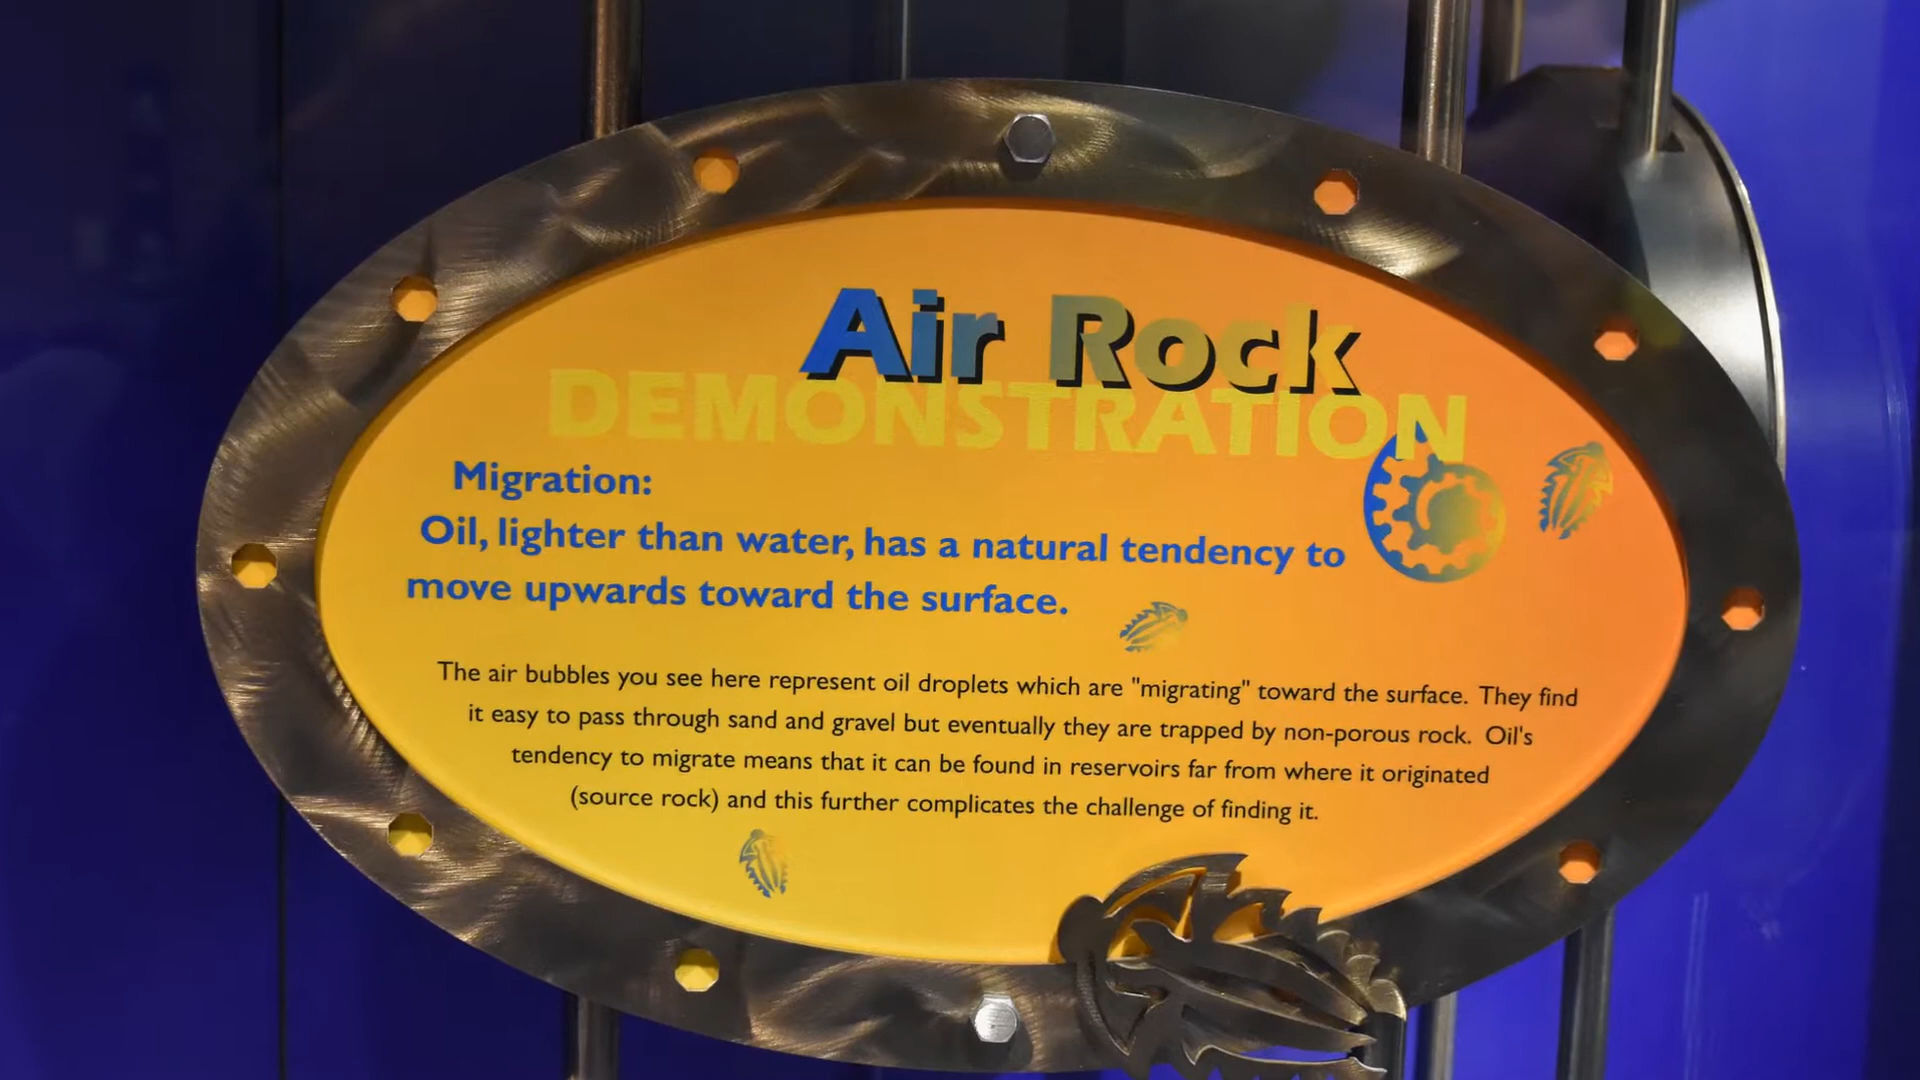 Air Rock
DEMONSTRATION
Migration:
Oil, lighter than water, has a natural tendency to
move upwards toward the surface.
The air bubbles you see here represent oil droplets which are "migrating" toward the surface. They find
it easy to pass through sand and gravel but eventually they are trapped by non-porous rock. Oil's
tendency to migrate means that it can be found in reservoirs far from where it originated
(source rock) and this further complicates the challenge of finding it.